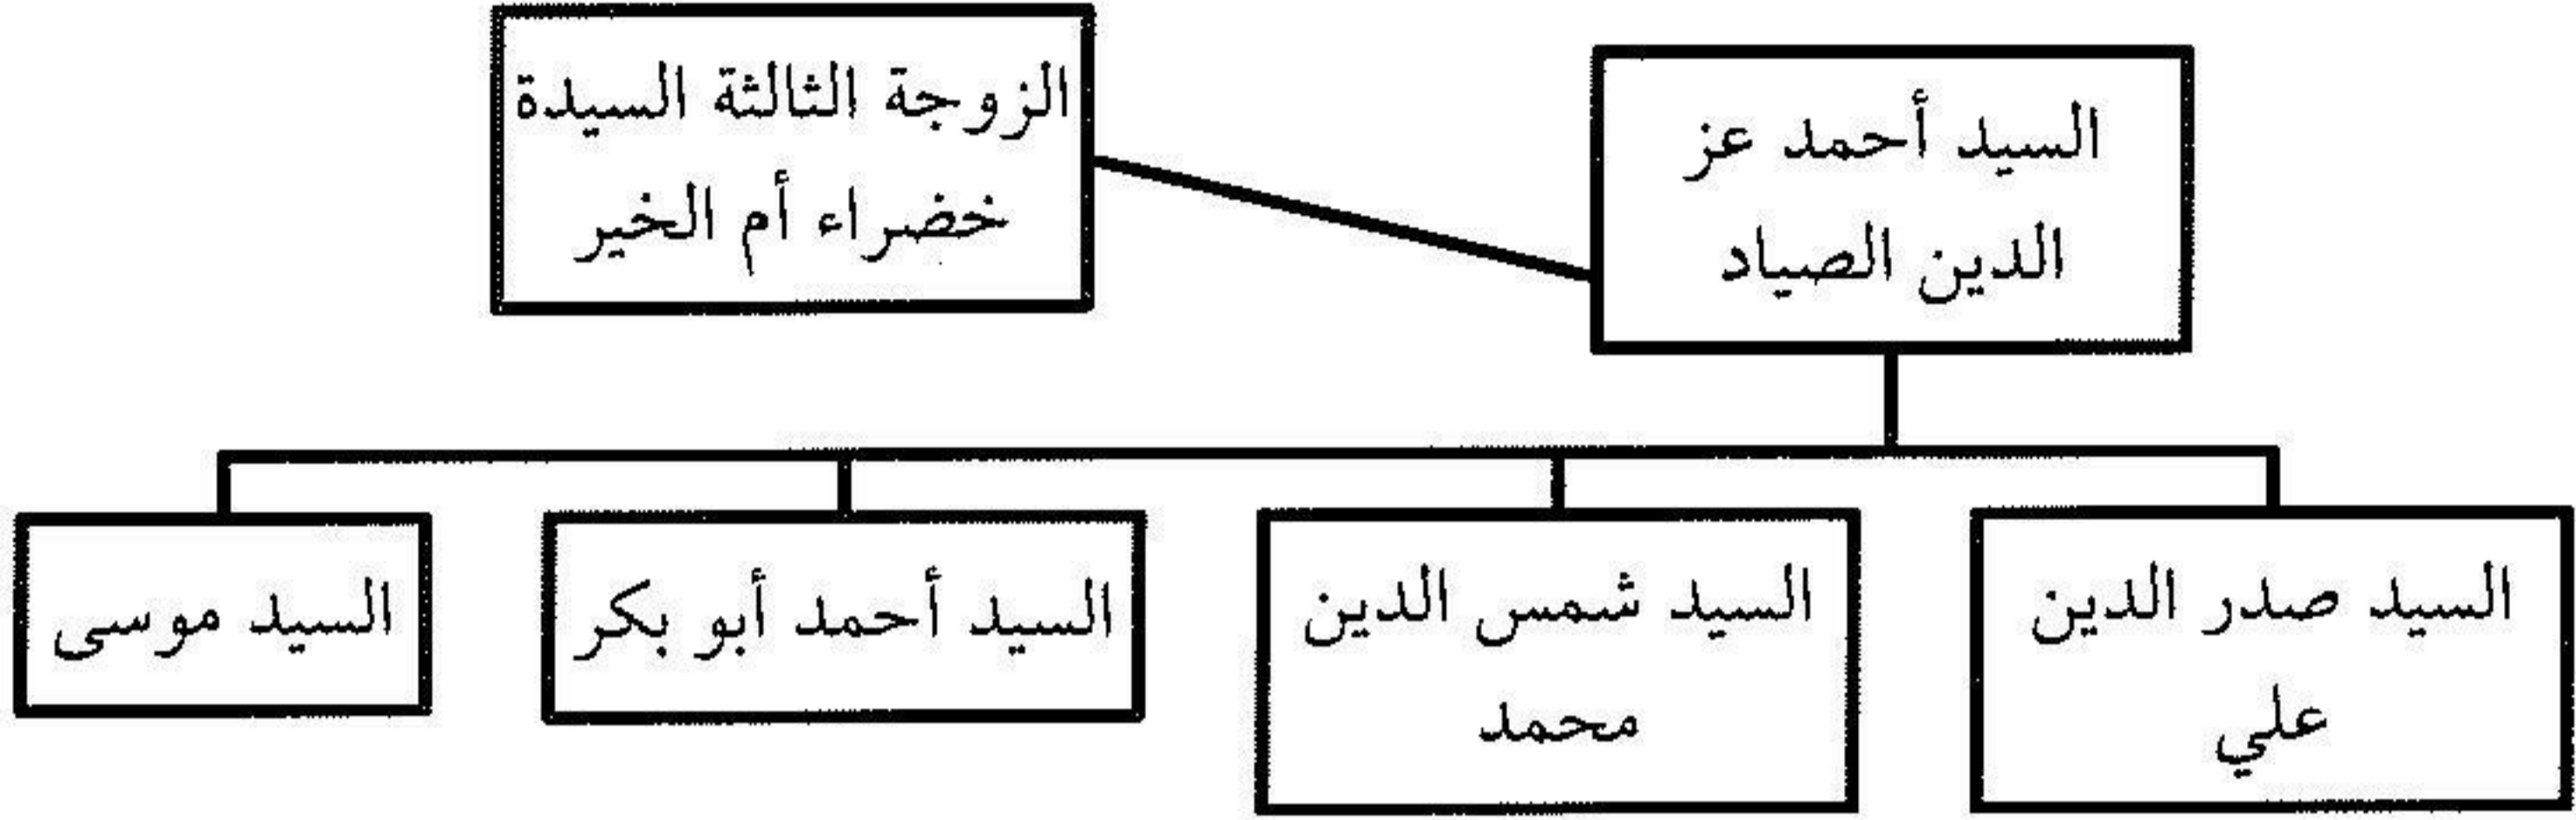 السيد أحمد عز
الدين الصياد
الزوجة الثالثة السيدة
خضراء أم الخير
السيد صدر الدين
علي
السيد شمس الدين
محمد
السيد أحمد أبو بكر
السيد موسى